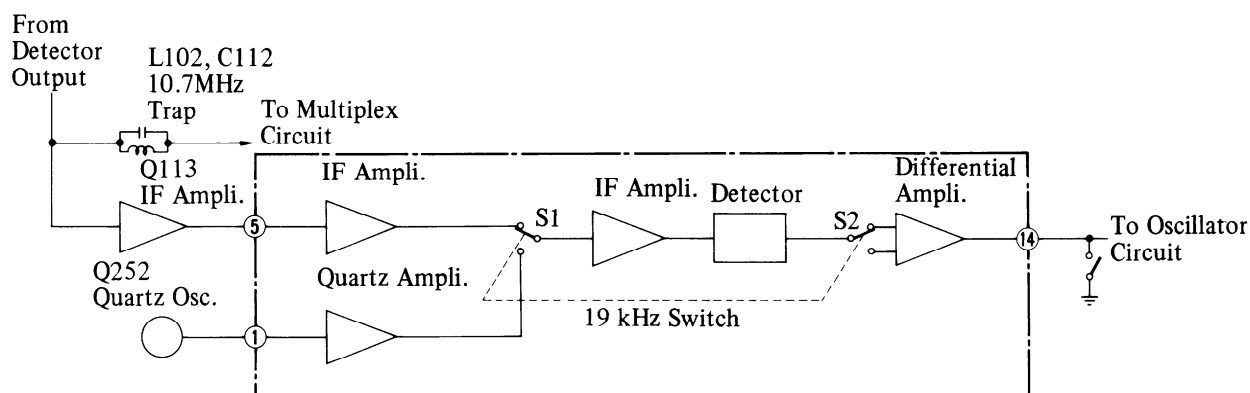 From
Detector
Output
L102, C112
10.7MHz
Trap
To Multiplex
Circuit
Q113
IF Ampli.
IF Ampli.
IF Ampli.
Detector
Differential
Ampli.
5
S1
S2
14
To Oscillator
Circuit
Q252
Quartz Osc.
Quartz Ampli.
1
19 kHz Switch